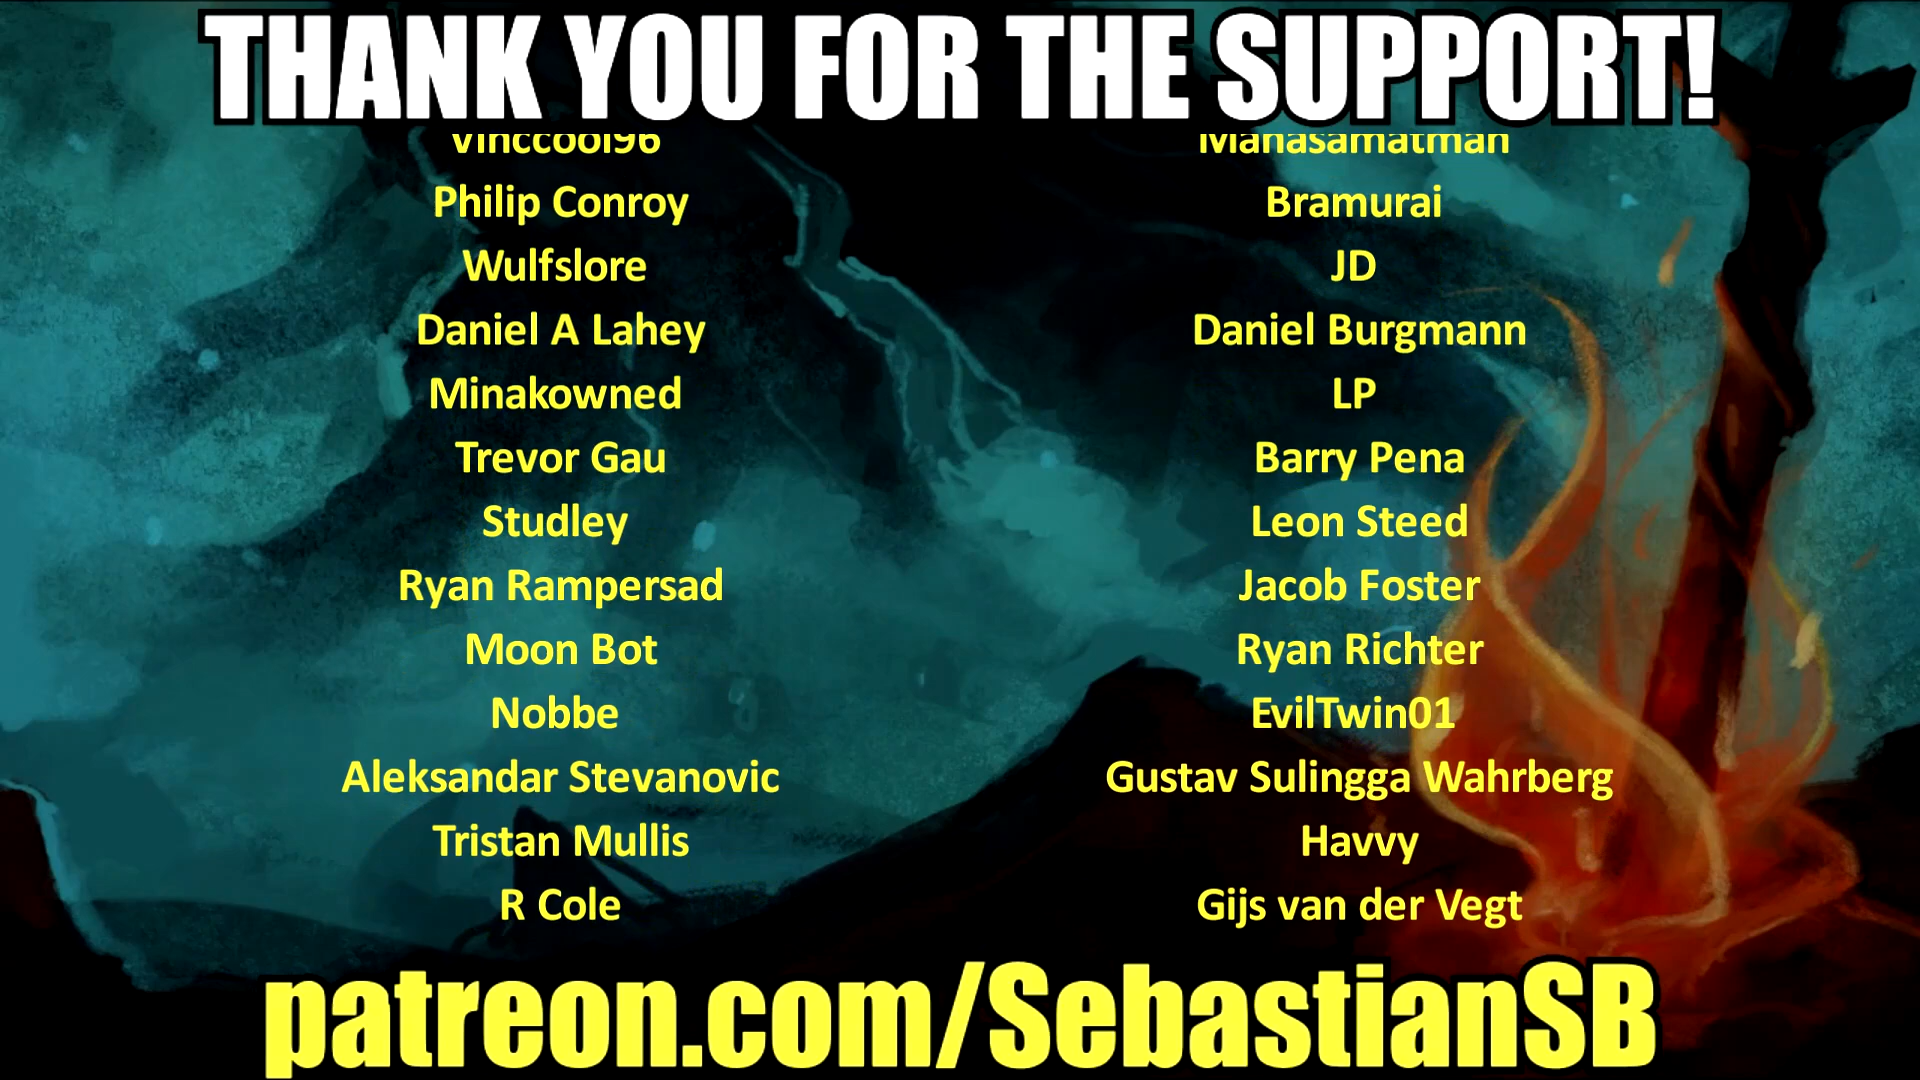 THANK YOU FOR THE SUPPORT!
Vinccool96
Manasamatman
Philip Conroy
Bramurai
Wulfslore
JD
Daniel A Lahey
Daniel Burgmann
Minakowned
LP
Trevor Gau
Barry Pena
Studley
Leon Steed
Ryan Rampersad
Jacob Foster
Moon Bot
Ryan Richter
Nobbe
EvilTwin01
Aleksandar Stevanovic
Gustav Sulingga Wahrberg
Tristan Mullis
Havvy
R Cole
Gijs van der Vegt
patreon.com/SebastianSB